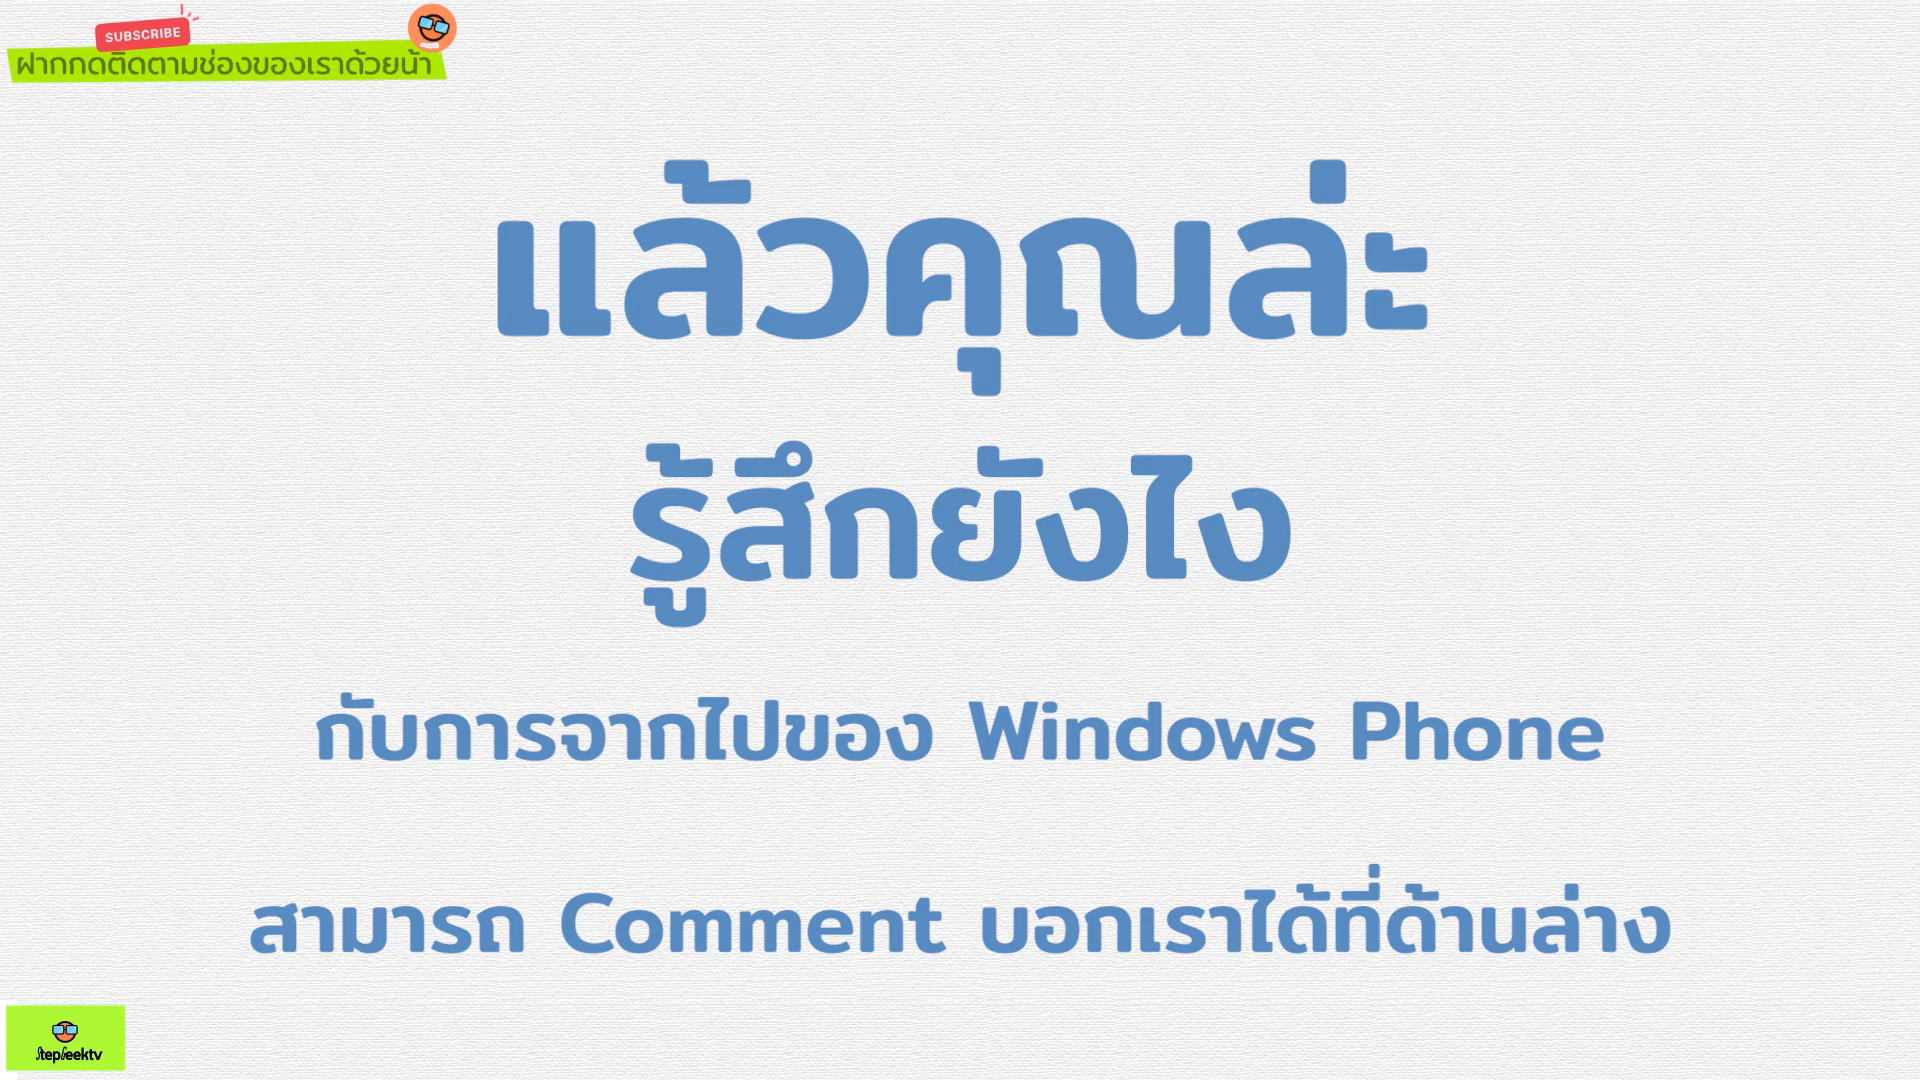 SUBSCRIBE
ฝากกดติดตามช่องของเราด้วยน้า
แล้วคุณล่ะ
รู้สึกยังไง
กับการจากไปของ Windows Phone
สามารถ Comment บอกเราได้ที่ด้านล่าง
StepGeektv